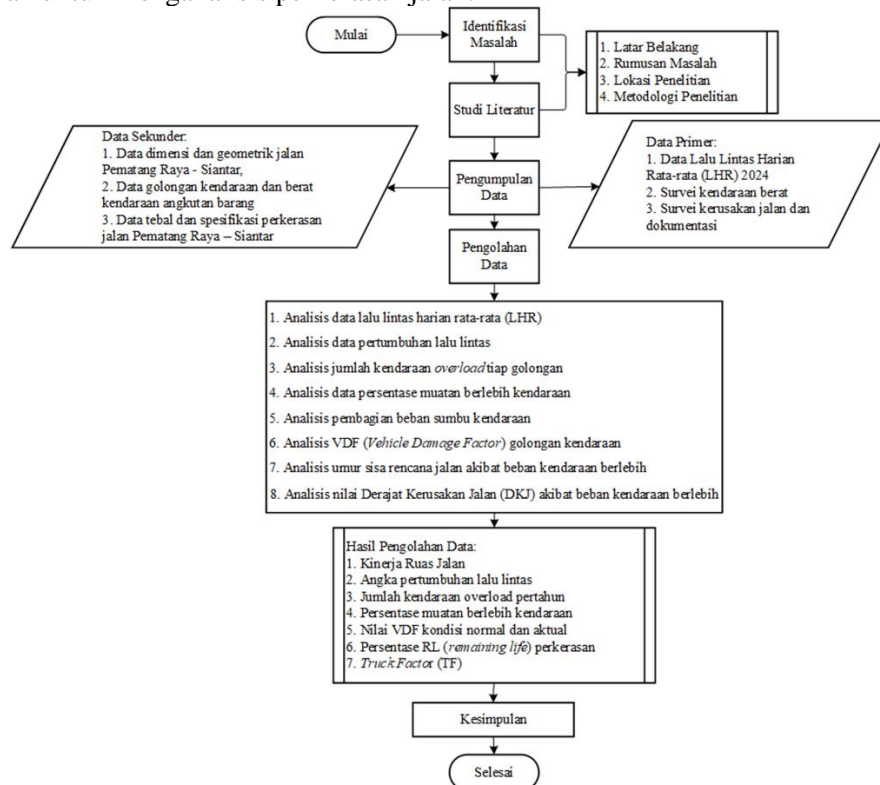 Mulai
Identifikasi
Masalah
1. Latar Belakang
2. Rumusan Masalah
3. Lokasi Penelitian
4. Metodologi Penelitian
Studi Literatur
Data Sekunder:
1. Data dimensi dan geometrik jalan
Pematang Raya - Siantar,
2. Data golongan kendaraan dan berat
kendaraan angkutan barang
3. Data tebal dan spesifikasi perkerasan
jalan Pematang Raya – Siantar
Pengumpulan
Data
Data Primer:
1. Data Lalu Lintas Harian
Rata-rata (LHR) 2024
2. Survei kendaraan berat
3. Survei kerusakan jalan dan
dokumentasi
Pengolahan
Data
1. Analisis data lalu lintas harian rata-rata (LHR)
2. Analisis data pertumbuhan lalu lintas
3. Analisis jumlah kendaraan overload tiap golongan
4. Analisis data persentase muatan berlebih kendaraan
5. Analisis pembagian beban sumbu kendaraan
6. Analisis VDF (Vehicle Damage Factor) golongan kendaraan
7. Analisis umur sisa rencana jalan akibat beban kendaraan berlebih
8. Analisis nilai Derajat Kerusakan Jalan (DKJ) akibat beban kendaraan berlebih
Hasil Pengolahan Data:
1. Kinerja Ruas Jalan
2. Angka pertumbuhan lalu lintas
3. Jumlah kendaraan overload pertahun
4. Persentase muatan berlebih kendaraan
5. Nilai VDF kondisi normal dan aktual
6. Persentase RL (remaining life) perkerasan
7. Truck Factor (TF)
Kesimpulan
Selesai